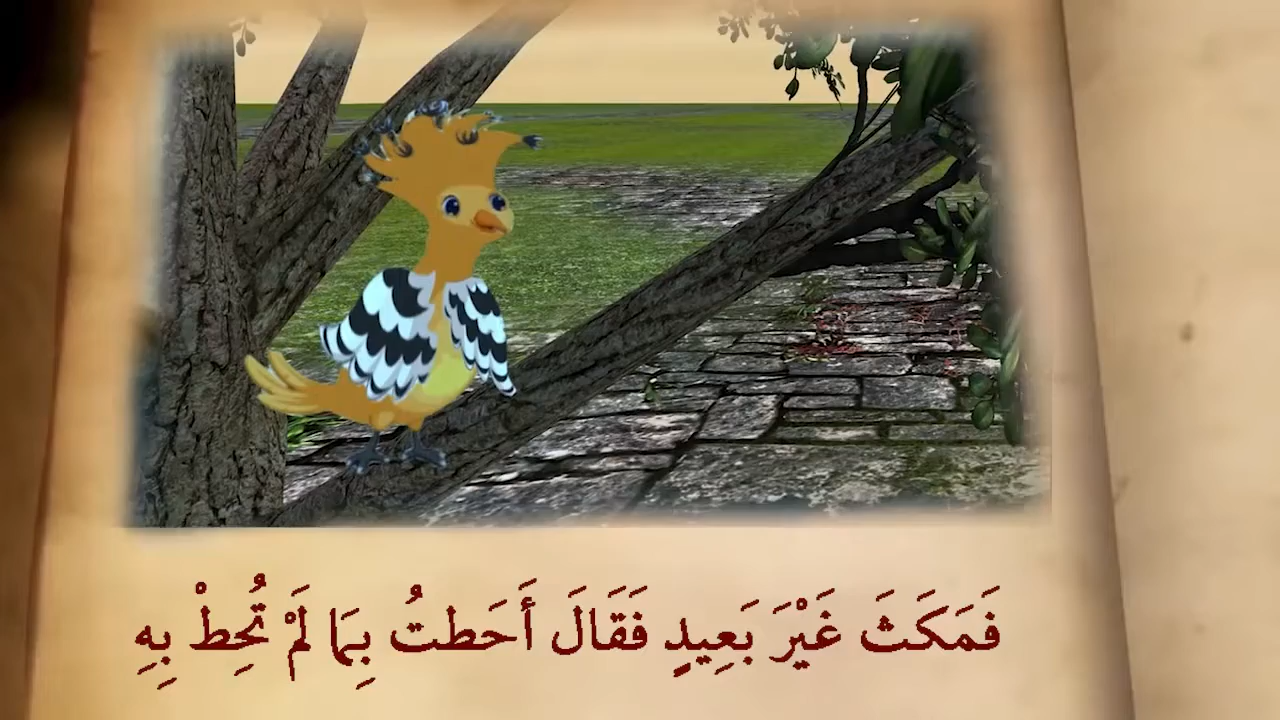 فَمَكَثَ غَيْرَ بَعِيدٍ فَقَالَ أَحَطتُ بِمَا لَمْ تُحِطْ بِهِ